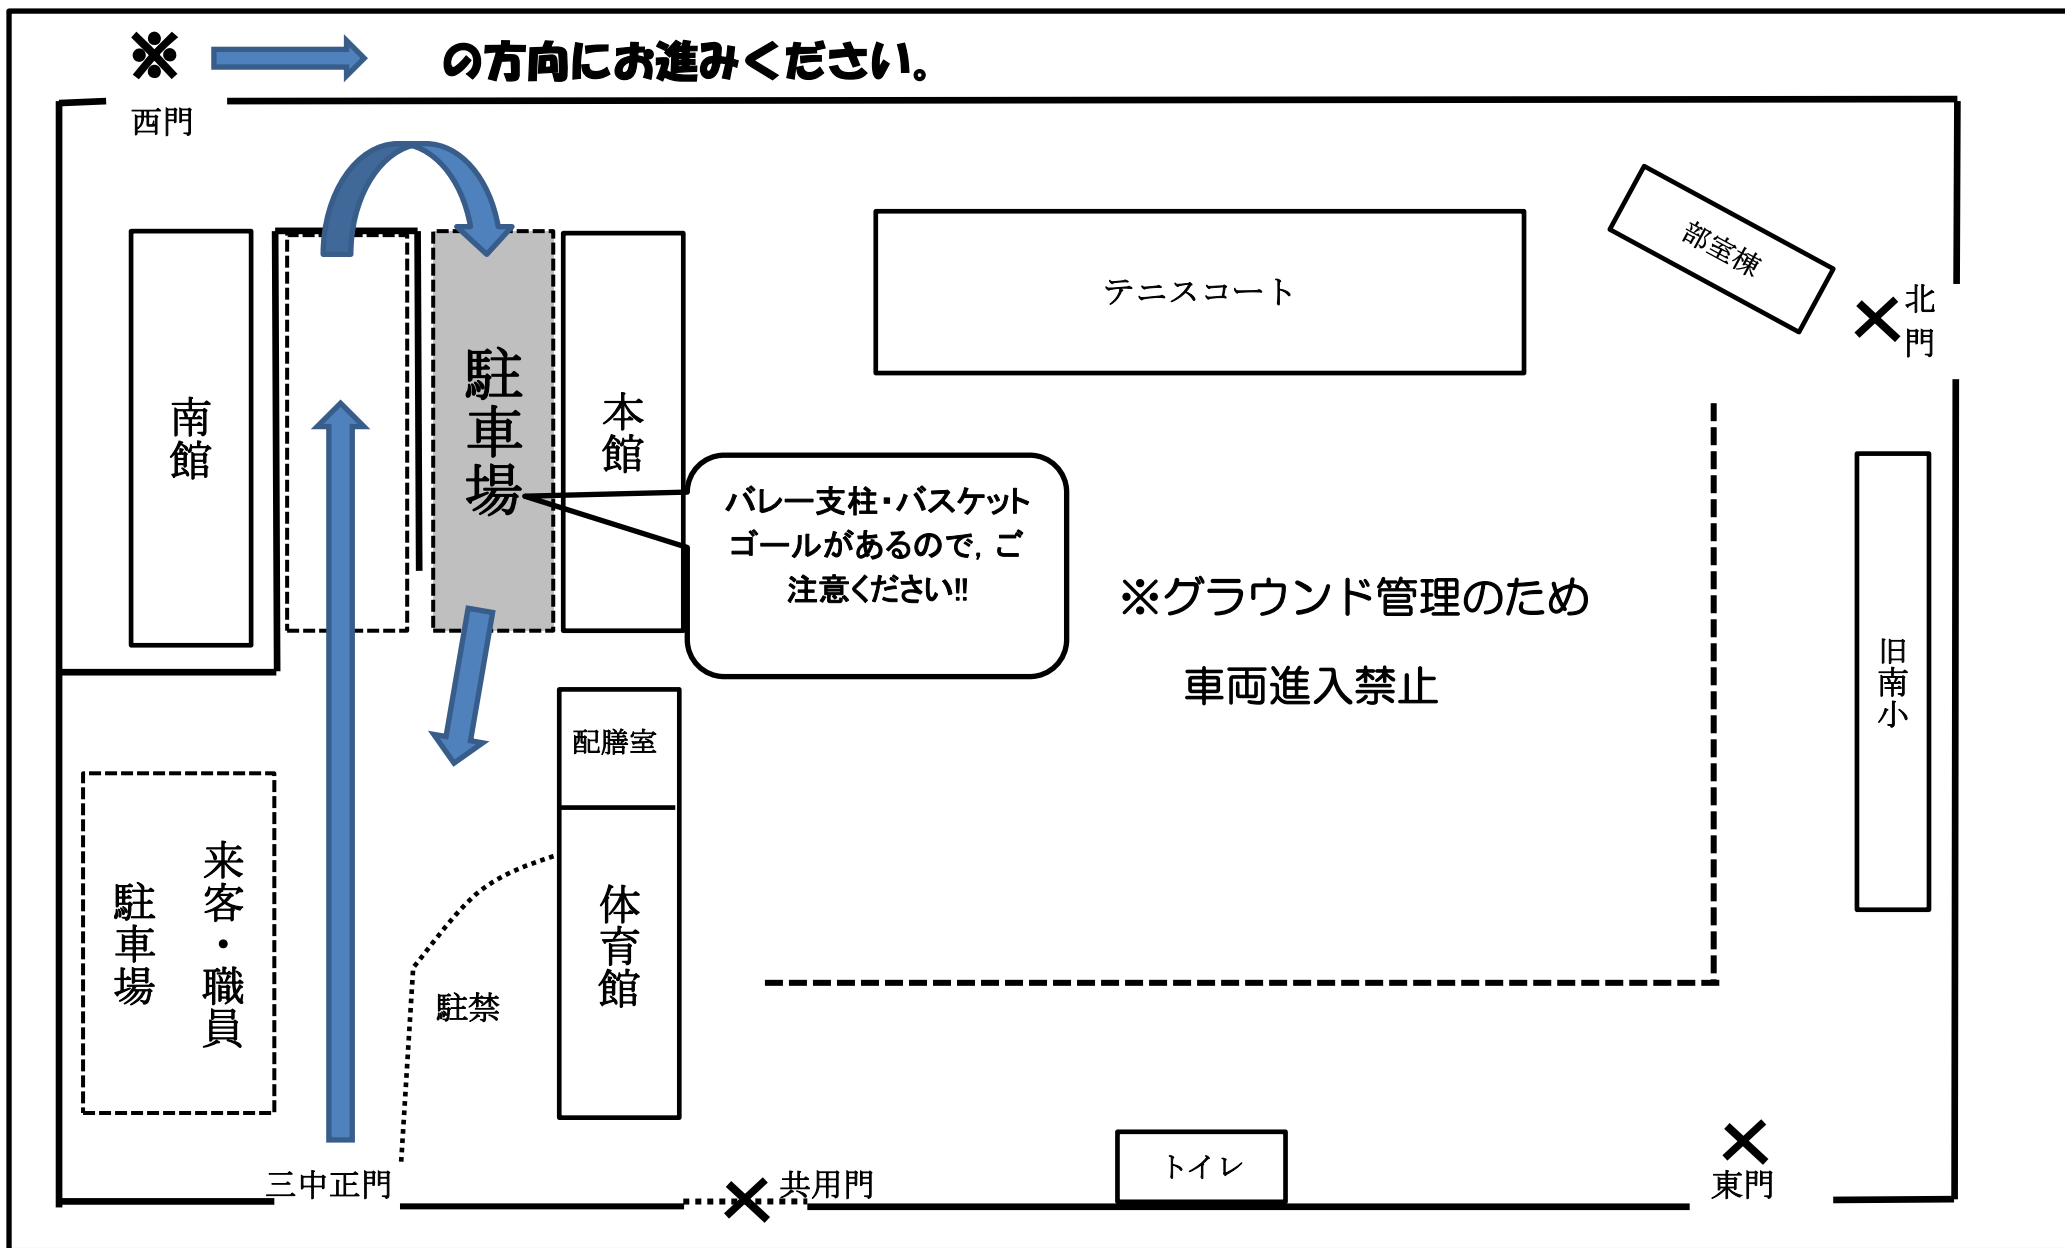 ※ の方向にお進みください。
西門
部室棟
テニスコート
北門
南館
駐車場
本館
バレー支柱・バスケット
ゴールがあるので，ご
注意ください!!
※グラウンド管理のため
車両進入禁止
旧南小
配膳室
来客・職員
駐車場
体育館
駐禁
トイレ
三中正門
共用門
東門